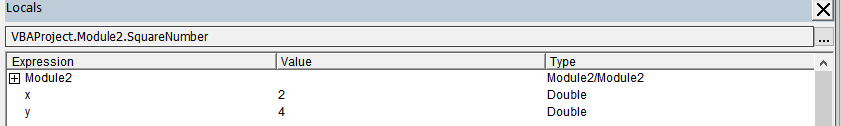 Locals
VBAProject.Module2.SquareNumber ...
Expression Value Type
Module2 Module2/Module2
x 2 Double
y 4 Double